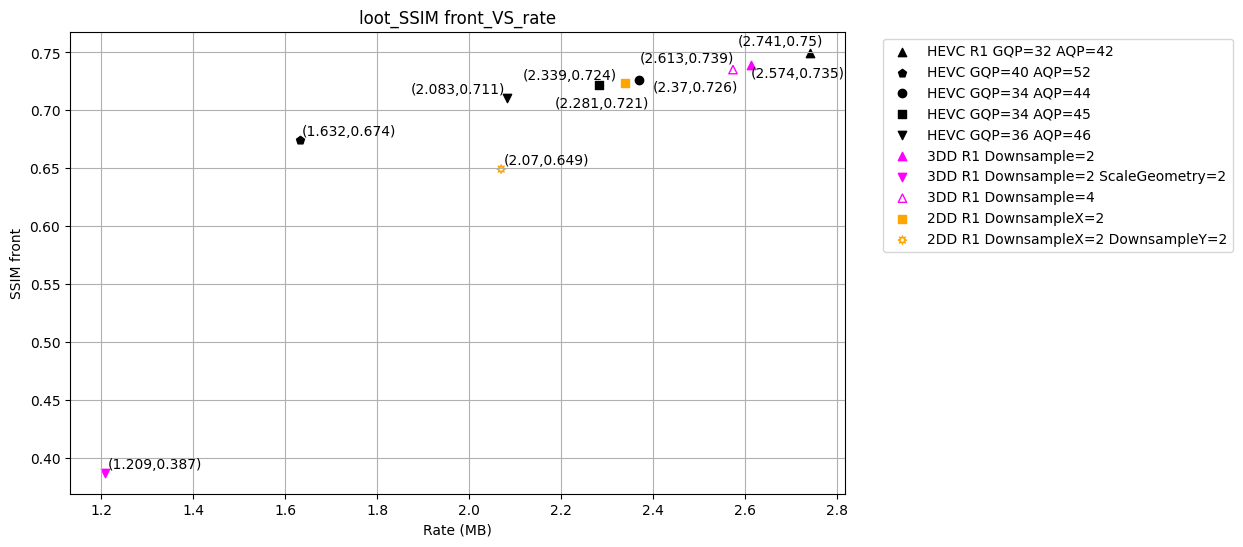 loot_SSIM front_VS_rate
SSIM front
0.75
0.70
0.65
0.60
0.55
0.50
0.45
0.40
(2.741,0.75)
(2.613,0.739)
(2.574,0.735)
(2.339,0.724)
(2.37,0.726)
(2.083,0.711)
(2.281,0.721)
(1.632,0.674)
(2.07,0.649)
(1.209,0.387)
1.2 1.4 1.6 1.8 2.0 2.2 2.4 2.6 2.8
Rate (MB)
HEVC R1 GQP=32 AQP=42
HEVC GQP=40 AQP=52
HEVC GQP=34 AQP=44
HEVC GQP=34 AQP=45
HEVC GQP=36 AQP=46
3DD R1 Downsample=2
3DD R1 Downsample=2 ScaleGeometry=2
3DD R1 Downsample=4
2DD R1 DownsampleX=2
2DD R1 DownsampleX=2 DownsampleY=2